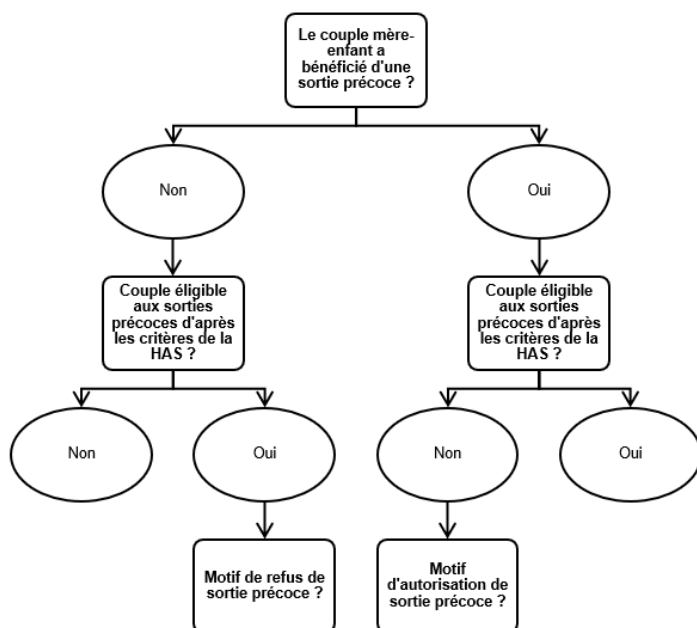 Le couple mère-
enfant a
bénéficié d'une
sortie précoce ?
Non
Oui
Couple éligible
aux sorties
précoces d'après
les critères de la
HAS ?
Couple éligible
aux sorties
précoces d'après
les critères de la
HAS ?
Non
Oui
Non
Oui
Motif de refus de
sortie précoce ?
Motif
d'autorisation de
sortie précoce ?